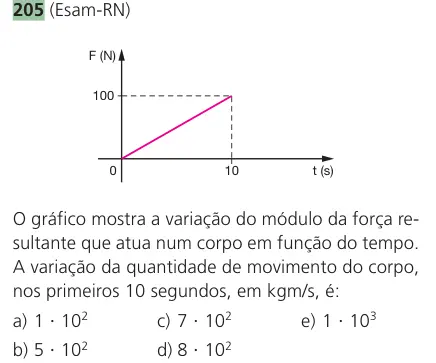 205 (Esam-RN)
F (N)
100
0
10
t (s)
O gráfico mostra a variação do módulo da força re-
sultante que atua num corpo em função do tempo.
A variação da quantidade de movimento do corpo,
nos primeiros 10 segundos, em kgm/s, é:
a) 1 · 10² c) 7 · 10² e) 1 · 10³
b) 5 · 10² d) 8 · 10²